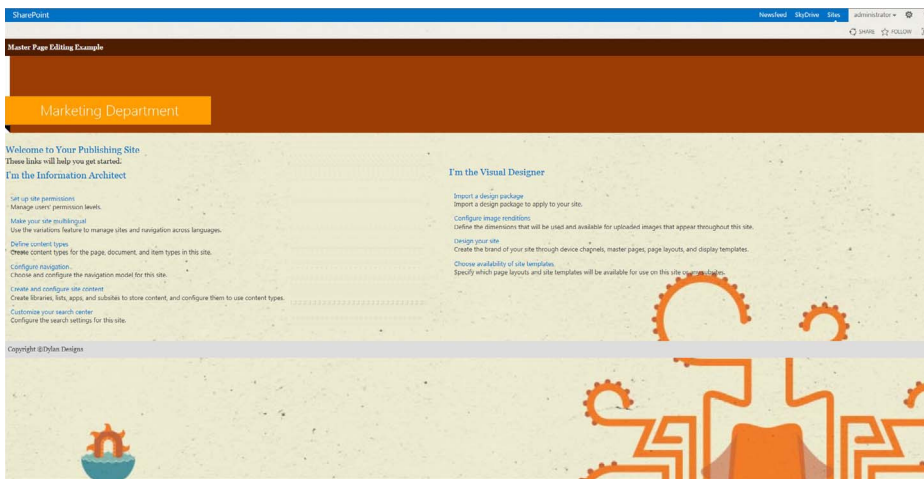 SharePoint
Newsfeed SkyDrive Sites administrator
SHARE FOLLOW
Master Page Editing Example
Marketing Department
Welcome to Your Publishing Site
These links will help you get started.
I'm the Information Architect
Set up site permissions
Manage users' permission levels.
Make your site multilingual
Use the variations feature to manage sites and navigation across languages.
Define content types
Create content types for the page, document, and item types in this site.
Configure navigation
Choose and configure the navigation model for this site.
Create and configure site content
Create libraries, lists, apps, and subsites to store content, and configure them to use content types.
Customize your search center
Configure the search settings for this site.
I'm the Visual Designer
Import a design package
Import a design package to apply to your site.
Configure image renditions
Define the dimensions that will be used and available for uploaded images that appear throughout this site.
Design your site
Create the brand of your site through device channels, master pages, page layouts, and display templates.
Choose availability of site templates
Specify which page layouts and site templates will be available for use on this site or any subsites.
Copyright @Dylan Designs